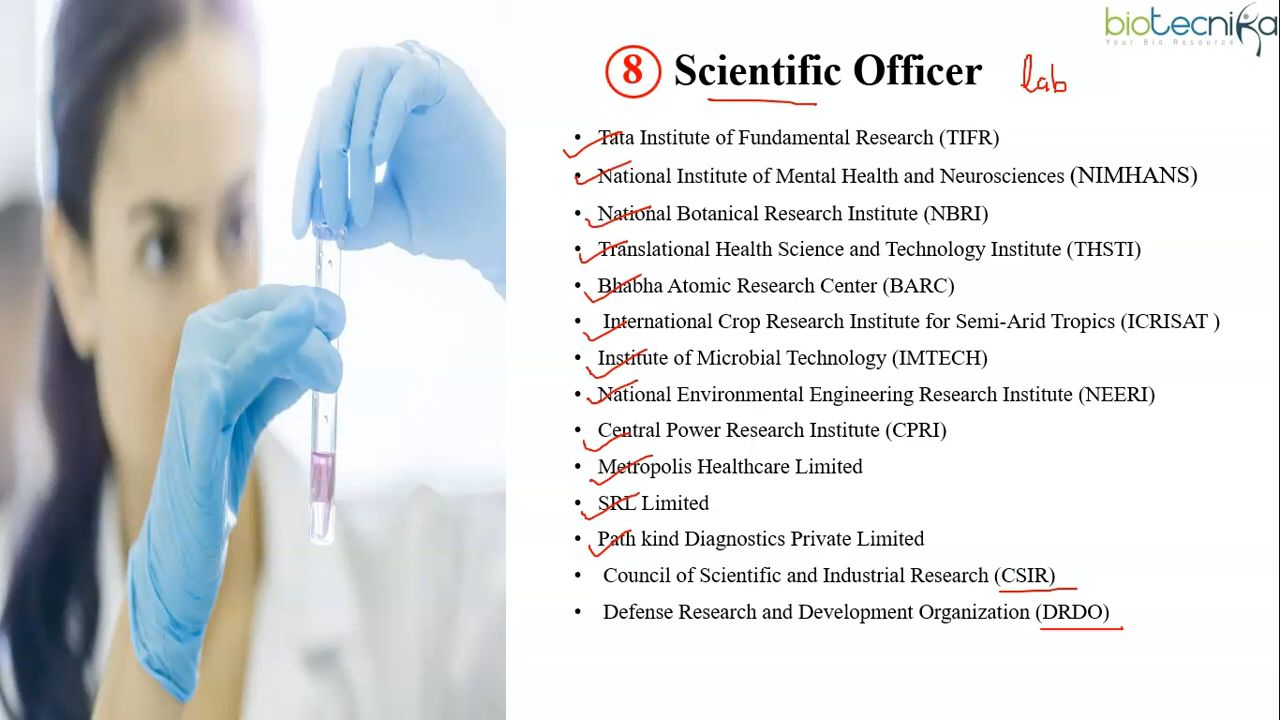 biotecnika
Your Bio Resource
8 Scientific Officer lab
• Tata Institute of Fundamental Research (TIFR)
• National Institute of Mental Health and Neurosciences (NIMHANS)
• National Botanical Research Institute (NBRI)
• Translational Health Science and Technology Institute (THSTI)
• Bhabha Atomic Research Center (BARC)
• International Crop Research Institute for Semi-Arid Tropics (ICRISAT )
• Institute of Microbial Technology (IMTECH)
• National Environmental Engineering Research Institute (NEERI)
• Central Power Research Institute (CPRI)
• Metropolis Healthcare Limited
• SRL Limited
• Path kind Diagnostics Private Limited
• Council of Scientific and Industrial Research (CSIR)
• Defense Research and Development Organization (DRDO)